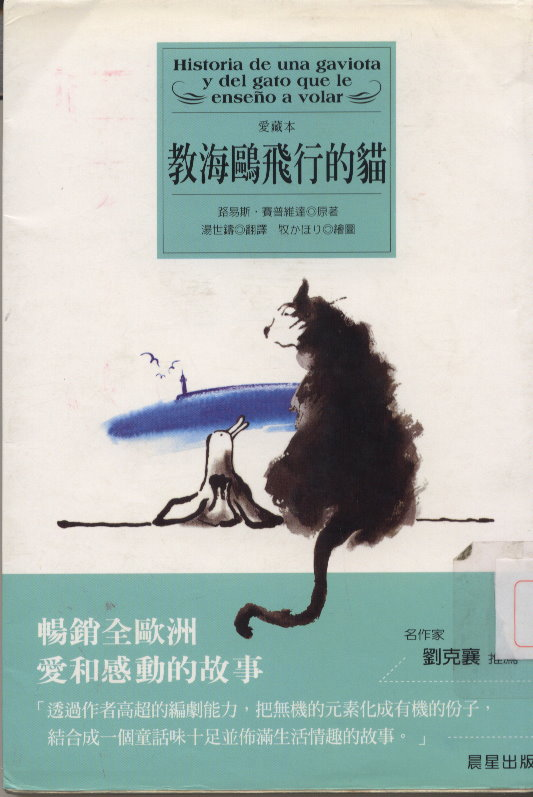 Historia de una gaviota
y del gato que le
enseño a volar
愛藏本
教海鷗飛行的貓
路易斯・賽普維達◎原著
湯世鑄◎翻譯 牧かほり◎繪圖
暢銷全歐洲
愛和感動的故事
名作家
劉克襄 推薦
「透過作者高超的編劇能力，把無機的元素化成有機的份子，
結合成一個童話味十足並佈滿生活情趣的故事。」
晨星出版